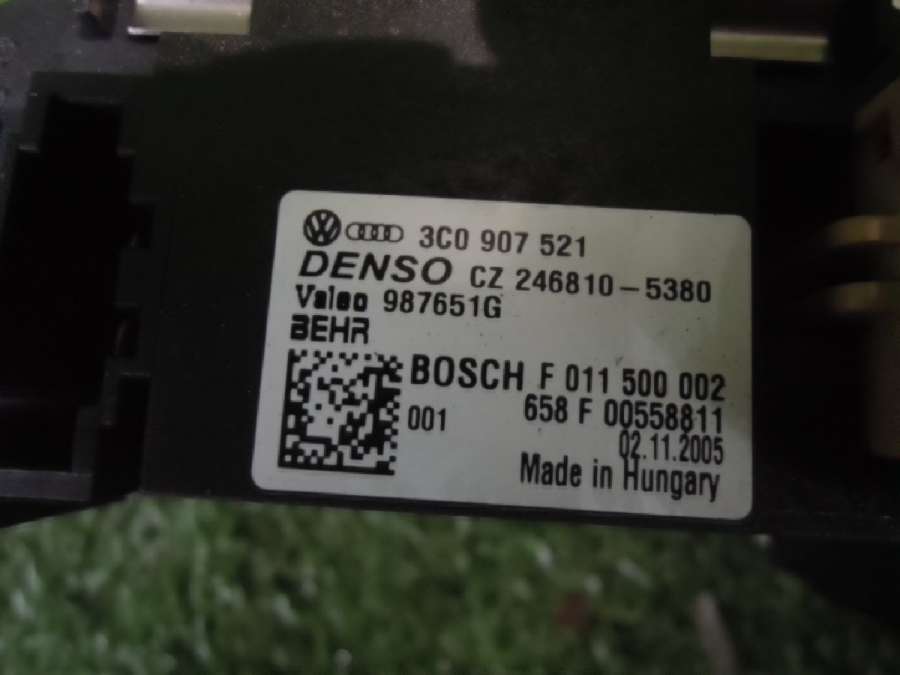 3C0 907 521
DENSO CZ 246810-5380
Valeo 987651G
BEHR
BOSCH F 011 500 002
001 658 F 00558811
02.11.2005
Made in Hungary